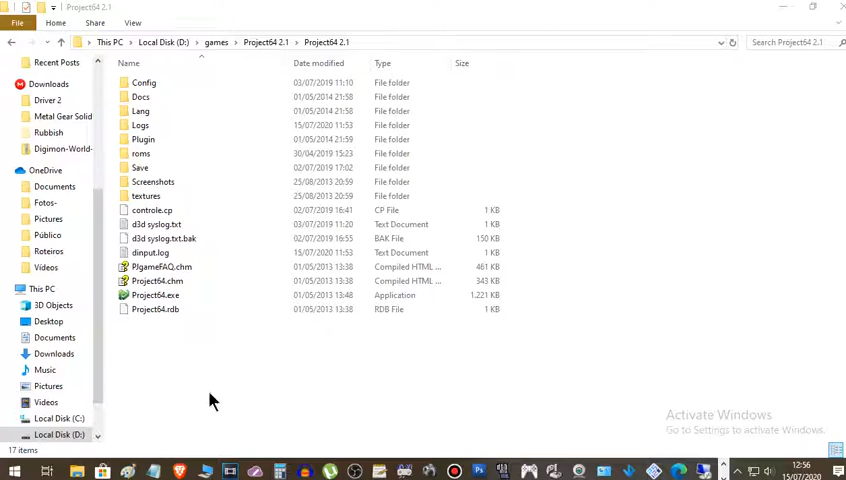 Project64 2.1
File Home Share View
This PC Local Disk (D:) games Project64 2.1 Project64 2.1 Search Project64 2.1
Name Date modified Type Size
Recent Posts
Downloads
Driver 2
Metal Gear Solid
Rubbish
Digimon-World-
OneDrive
Documents
Fotos-
Pictures
Público
Roteiros
Vídeos
This PC
3D Objects
Desktop
Documents
Downloads
Music
Pictures
Videos
Local Disk (C:)
Local Disk (D:)
Config 03/07/2019 11:10 File folder
Docs 01/05/2014 21:58 File folder
Lang 01/05/2014 21:58 File folder
Logs 15/07/2020 11:53 File folder
Plugin 01/05/2014 21:59 File folder
roms 30/04/2019 15:23 File folder
Save 02/07/2019 17:02 File folder
Screenshots 25/08/2013 20:59 File folder
textures 25/08/2013 20:59 File folder
controle.cp 02/07/2019 16:41 CP File 1 KB
d3d syslog.txt 03/07/2019 11:20 Text Document 1 KB
d3d syslog.txt.bak 02/07/2019 16:55 BAK File 150 KB
dinput.log 15/07/2020 11:53 Text Document 1 KB
PJgameFAQ.chm 01/05/2013 13:38 Compiled HTML ... 461 KB
Project64.chm 01/05/2013 13:38 Compiled HTML ... 343 KB
Project64.exe 01/05/2013 13:48 Application 1.221 KB
Project64.rdb 01/05/2013 13:38 RDB File 1 KB
Activate Windows
Go to Settings to activate Windows.
17 items
12:56
15/07/2020